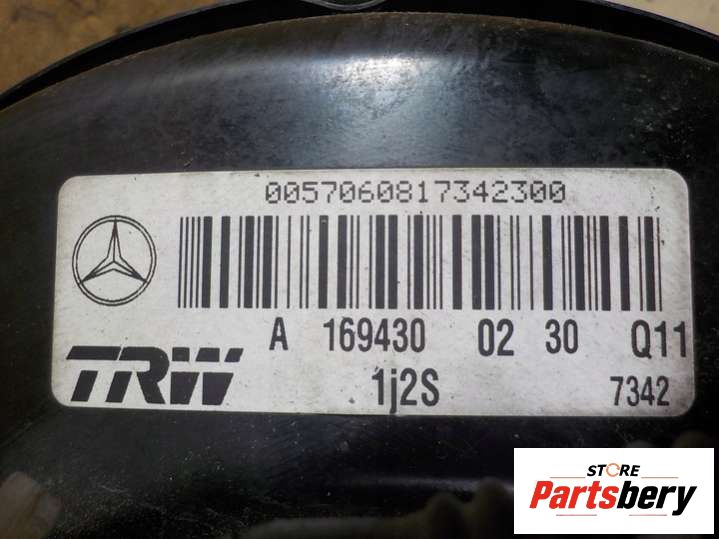 0057060817342300
A 169430 02 30 Q11
TRW 1j2S 7342
STORE
Partsbery